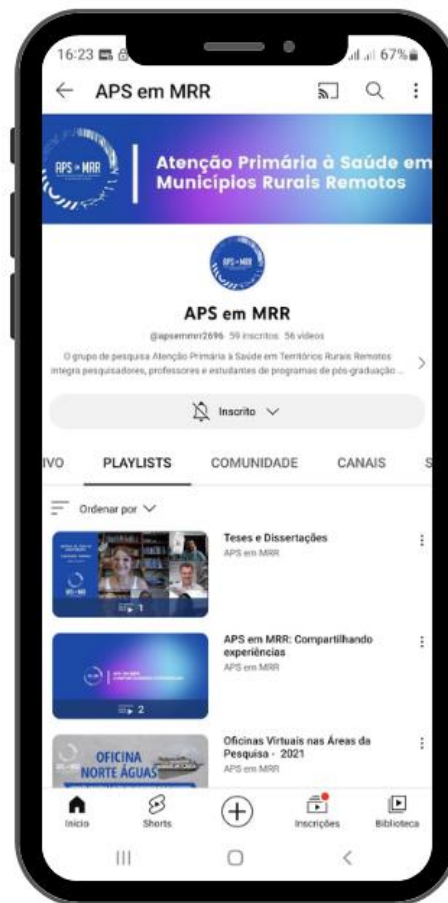 16:23 67%
APS em MRR
APS EM MRR
Atenção Primária à Saúde em
Municípios Rurais Remotos
APS EM MRR
APS em MRR
@apsemmrr2696 59 inscritos 56 vídeos
O grupo de pesquisa Atenção Primária à Saúde em Territórios Rurais Remotos
integra pesquisadores, professores e estudantes de programas de pós-graduação ...
Inscrito
IVO PLAYLISTS COMUNIDADE CANAIS S
Ordenar por
Teses e Dissertações
APS em MRR
1
APS em MRR: Compartilhando
experiências
APS em MRR
2
Oficinas Virtuais nas Áreas da
Pesquisa - 2021
APS em MRR
OFICINA
NORTE ÁGUAS
Início Shorts Inscrições Biblioteca